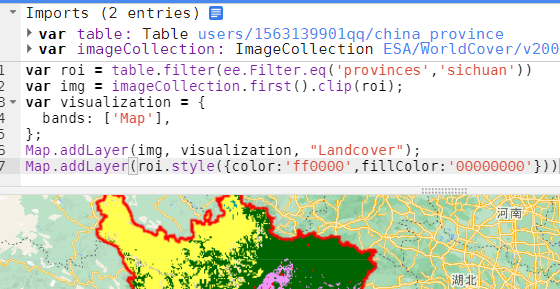 Imports (2 entries)
var table: Table users/1563139901qq/china_province
var imageCollection: ImageCollection ESA/WorldCover/v200
1 var roi = table.filter(ee.Filter.eq('provinces','sichuan'))
2 var img = imageCollection.first().clip(roi);
3 var visualization = {
4 bands: ['Map'],
5 };
6 Map.addLayer(img, visualization, "Landcover");
7 Map.addLayer(roi.style({color:'ff0000',fillColor:'00000000'}))
河南
湖北